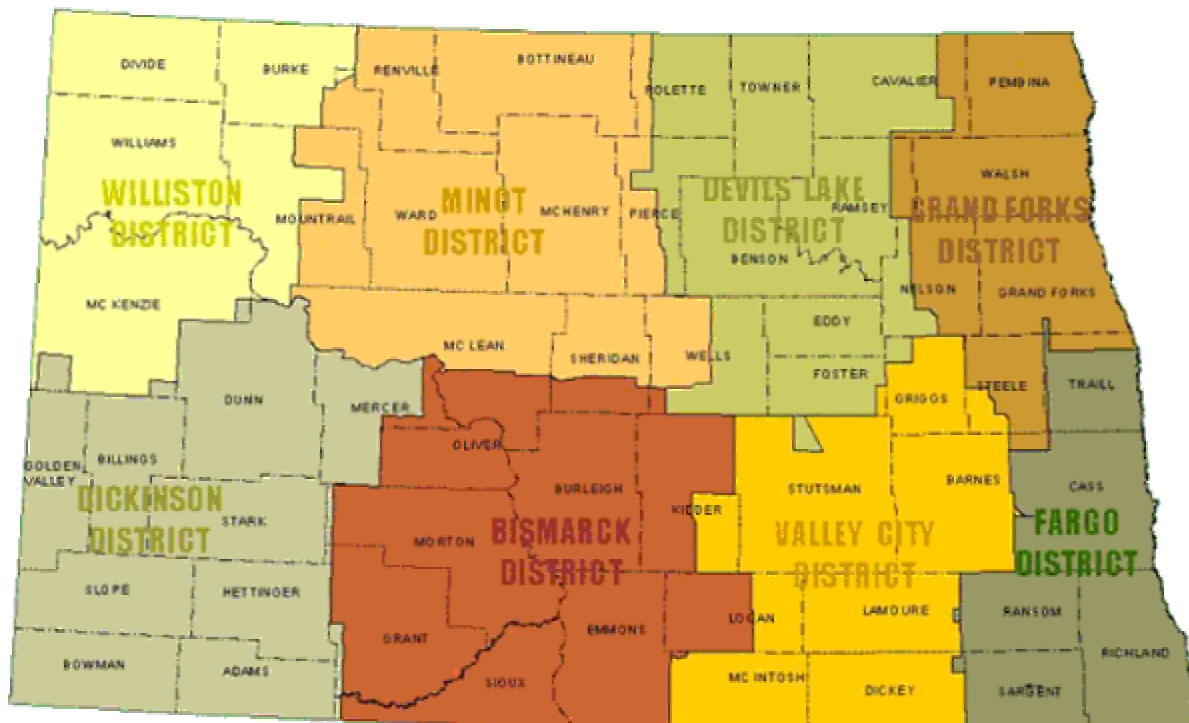 DIVIDE
BURKE
RENVILLE
BOTTINEAU
ROLETTE
TOWNER
CAVALIER
PEMBINA
WILLIAMS
WALSH
WILLISTON
DISTRICT
MOUNTRAIL
WARD
MINOT
DISTRICT
MCHENRY
PIERCE
DEVILS LAKE
DISTRICT
RAMSEY
GRAND FORKS
DISTRICT
BENSON
NELSON
GRAND FORKS
MC KENZIE
EDDY
MC LEAN
SHERIDAN
WELLS
FOSTER
STEELE
TRAILL
DUNN
MERCER
GRIGGS
OLIVER
GOLDEN
VALLEY
BILLINGS
DICKINSON
DISTRICT
STARK
BURLEIGH
KIDDER
STUTSMAN
BARNES
CASS
MORTON
BISMARCK
DISTRICT
VALLEY CITY
DISTRICT
FARGO
DISTRICT
SLOPE
HETTINGER
GRANT
EMMONS
LOGAN
LAMOURE
RANSOM
RICHLAND
BOWMAN
ADAMS
SIOUX
MC INTOSH
DICKEY
SARGENT